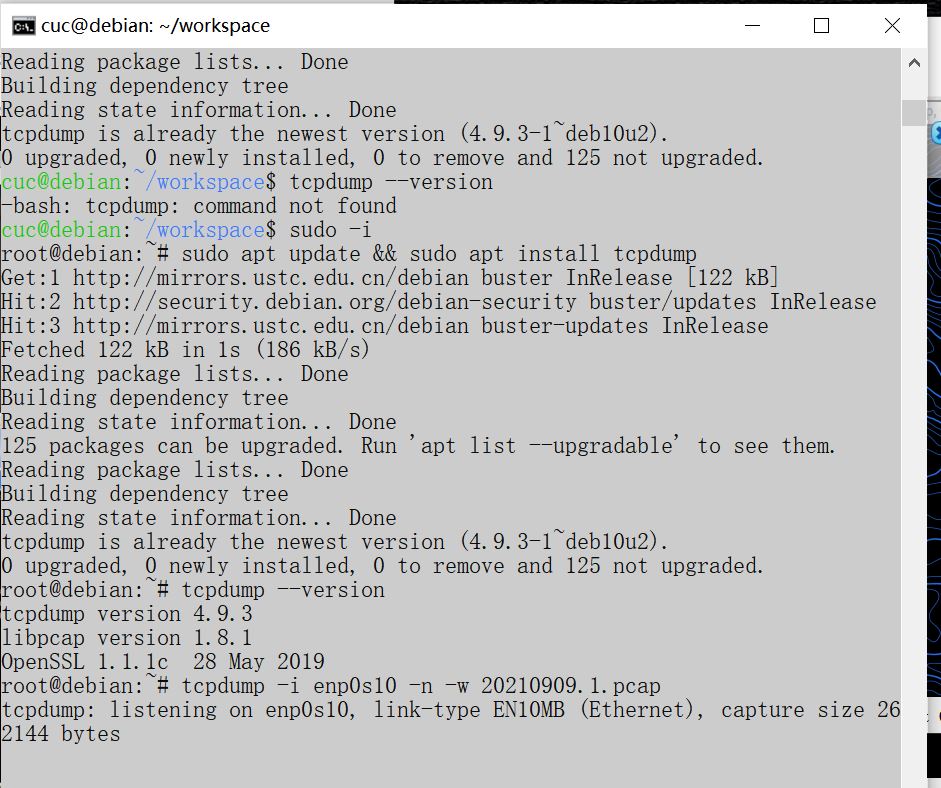 cuc@debian: ~/workspace
Reading package lists... Done
Building dependency tree
Reading state information... Done
tcpdump is already the newest version (4.9.3-1~deb10u2).
0 upgraded, 0 newly installed, 0 to remove and 125 not upgraded.
cuc@debian:~/workspace$ tcpdump --version
-bash: tcpdump: command not found
cuc@debian:~/workspace$ sudo -i
root@debian:~# sudo apt update && sudo apt install tcpdump
Get:1 http://mirrors.ustc.edu.cn/debian buster InRelease [122 kB]
Hit:2 http://security.debian.org/debian-security buster/updates InRelease
Hit:3 http://mirrors.ustc.edu.cn/debian buster-updates InRelease
Fetched 122 kB in 1s (186 kB/s)
Reading package lists... Done
Building dependency tree
Reading state information... Done
125 packages can be upgraded. Run 'apt list --upgradable' to see them.
Reading package lists... Done
Building dependency tree
Reading state information... Done
tcpdump is already the newest version (4.9.3-1~deb10u2).
0 upgraded, 0 newly installed, 0 to remove and 125 not upgraded.
root@debian:~# tcpdump --version
tcpdump version 4.9.3
libpcap version 1.8.1
OpenSSL 1.1.1c  28 May 2019
root@debian:~# tcpdump -i enp0s10 -n -w 20210909.1.pcap
tcpdump: listening on enp0s10, link-type EN10MB (Ethernet), capture size 26
2144 bytes